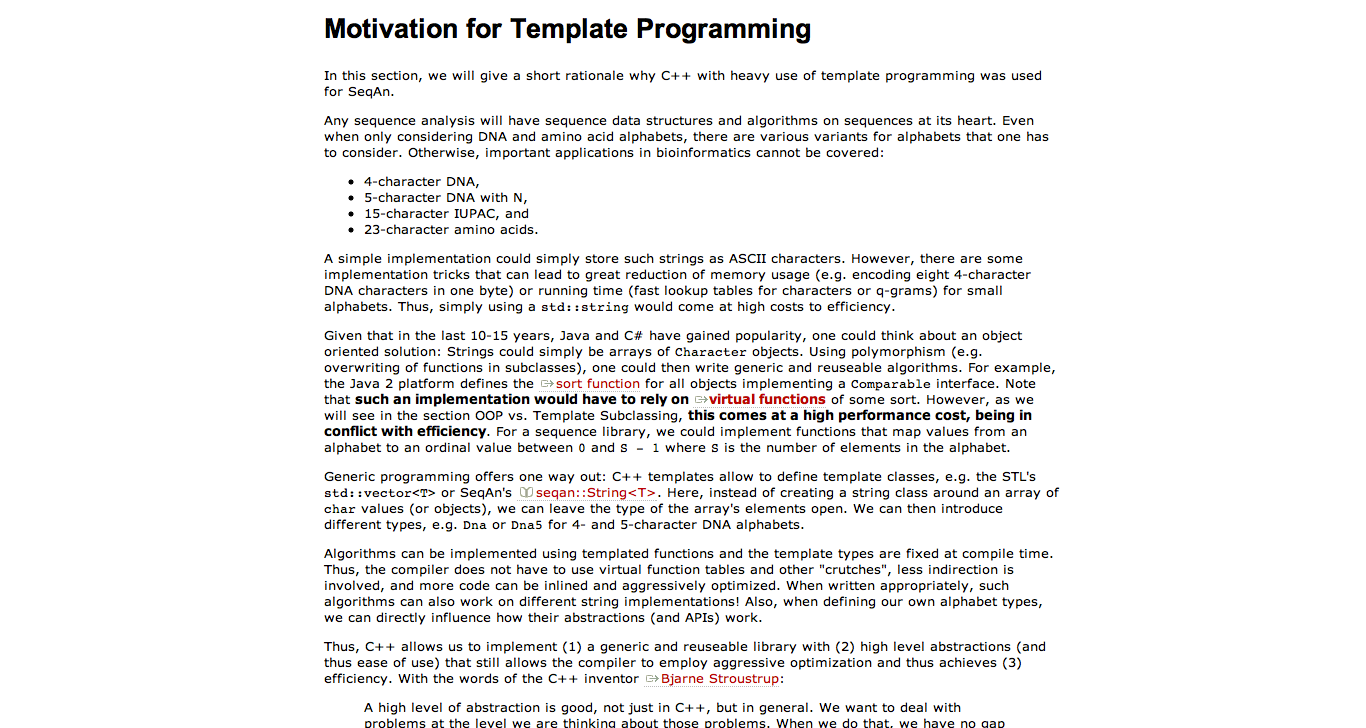 Motivation for Template Programming
In this section, we will give a short rationale why C++ with heavy use of template programming was used
for SeqAn.
Any sequence analysis will have sequence data structures and algorithms on sequences at its heart. Even
when only considering DNA and amino acid alphabets, there are various variants for alphabets that one has
to consider. Otherwise, important applications in bioinformatics cannot be covered:
• 4-character DNA,
• 5-character DNA with N,
• 15-character IUPAC, and
• 23-character amino acids.
A simple implementation could simply store such strings as ASCII characters. However, there are some
implementation tricks that can lead to great reduction of memory usage (e.g. encoding eight 4-character
DNA characters in one byte) or running time (fast lookup tables for characters or q-grams) for small
alphabets. Thus, simply using a std::string would come at high costs to efficiency.
Given that in the last 10-15 years, Java and C# have gained popularity, one could think about an object
oriented solution: Strings could simply be arrays of Character objects. Using polymorphism (e.g.
overwriting of functions in subclasses), one could then write generic and reuseable algorithms. For example,
the Java 2 platform defines the sort function for all objects implementing a Comparable interface. Note
that such an implementation would have to rely on virtual functions of some sort. However, as we
will see in the section OOP vs. Template Subclassing, this comes at a high performance cost, being in
conflict with efficiency. For a sequence library, we could implement functions that map values from an
alphabet to an ordinal value between 0 and S - 1 where S is the number of elements in the alphabet.
Generic programming offers one way out: C++ templates allow to define template classes, e.g. the STL's
std::vector<T> or SeqAn's seqan::String<T>. Here, instead of creating a string class around an array of
char values (or objects), we can leave the type of the array's elements open. We can then introduce
different types, e.g. Dna or Dna5 for 4- and 5-character DNA alphabets.
Algorithms can be implemented using templated functions and the template types are fixed at compile time.
Thus, the compiler does not have to use virtual function tables and other "crutches", less indirection is
involved, and more code can be inlined and aggressively optimized. When written appropriately, such
algorithms can also work on different string implementations! Also, when defining our own alphabet types,
we can directly influence how their abstractions (and APIs) work.
Thus, C++ allows us to implement (1) a generic and reuseable library with (2) high level abstractions (and
thus ease of use) that still allows the compiler to employ aggressive optimization and thus achieves (3)
efficiency. With the words of the C++ inventor Bjarne Stroustrup:
A high level of abstraction is good, not just in C++, but in general. We want to deal with
problems at the level we are thinking about those problems. When we do that, we have no gap